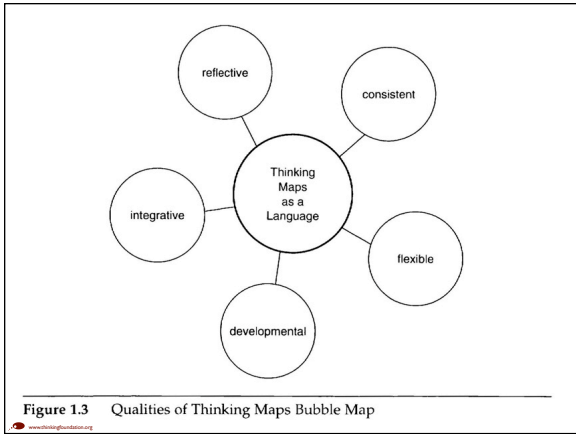 reflective
consistent
Thinking
Maps
as a
Language
integrative
flexible
developmental
Figure 1.3 Qualities of Thinking Maps Bubble Map
www.thinkingfoundation.org